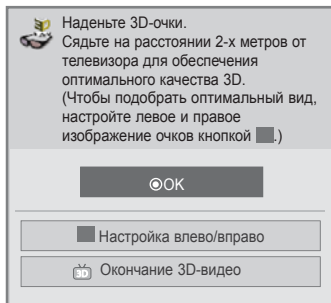 Наденьте 3D-очки.
Сядьте на расстоянии 2-х метров от
телевизора для обеспечения
оптимального качества 3D.
(Чтобы подобрать оптимальный вид,
настройте левое и правое
изображение очков кнопкой .)
OK
Настройка влево/вправо
3D Окончание 3D-видео